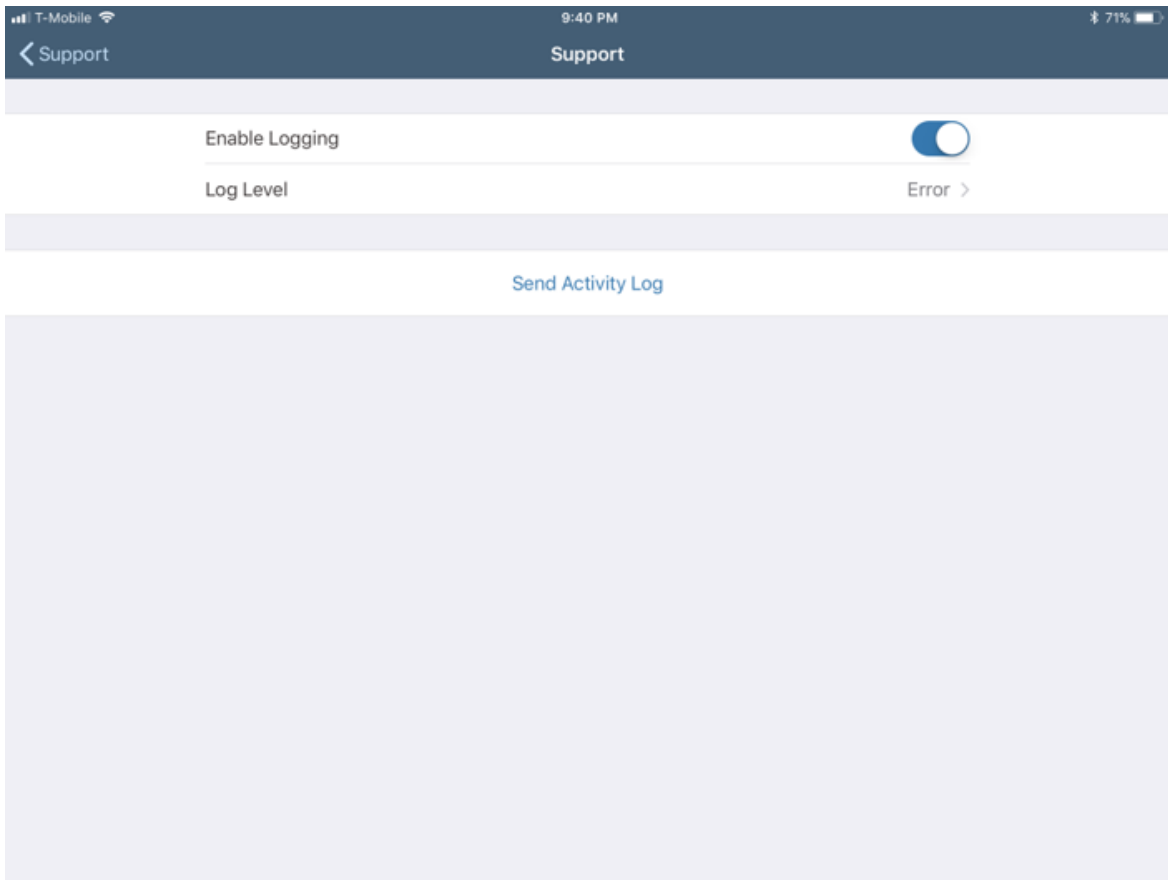 T-Mobile 9:40 PM 71%
Support Support
Enable Logging
Log Level Error
Send Activity Log